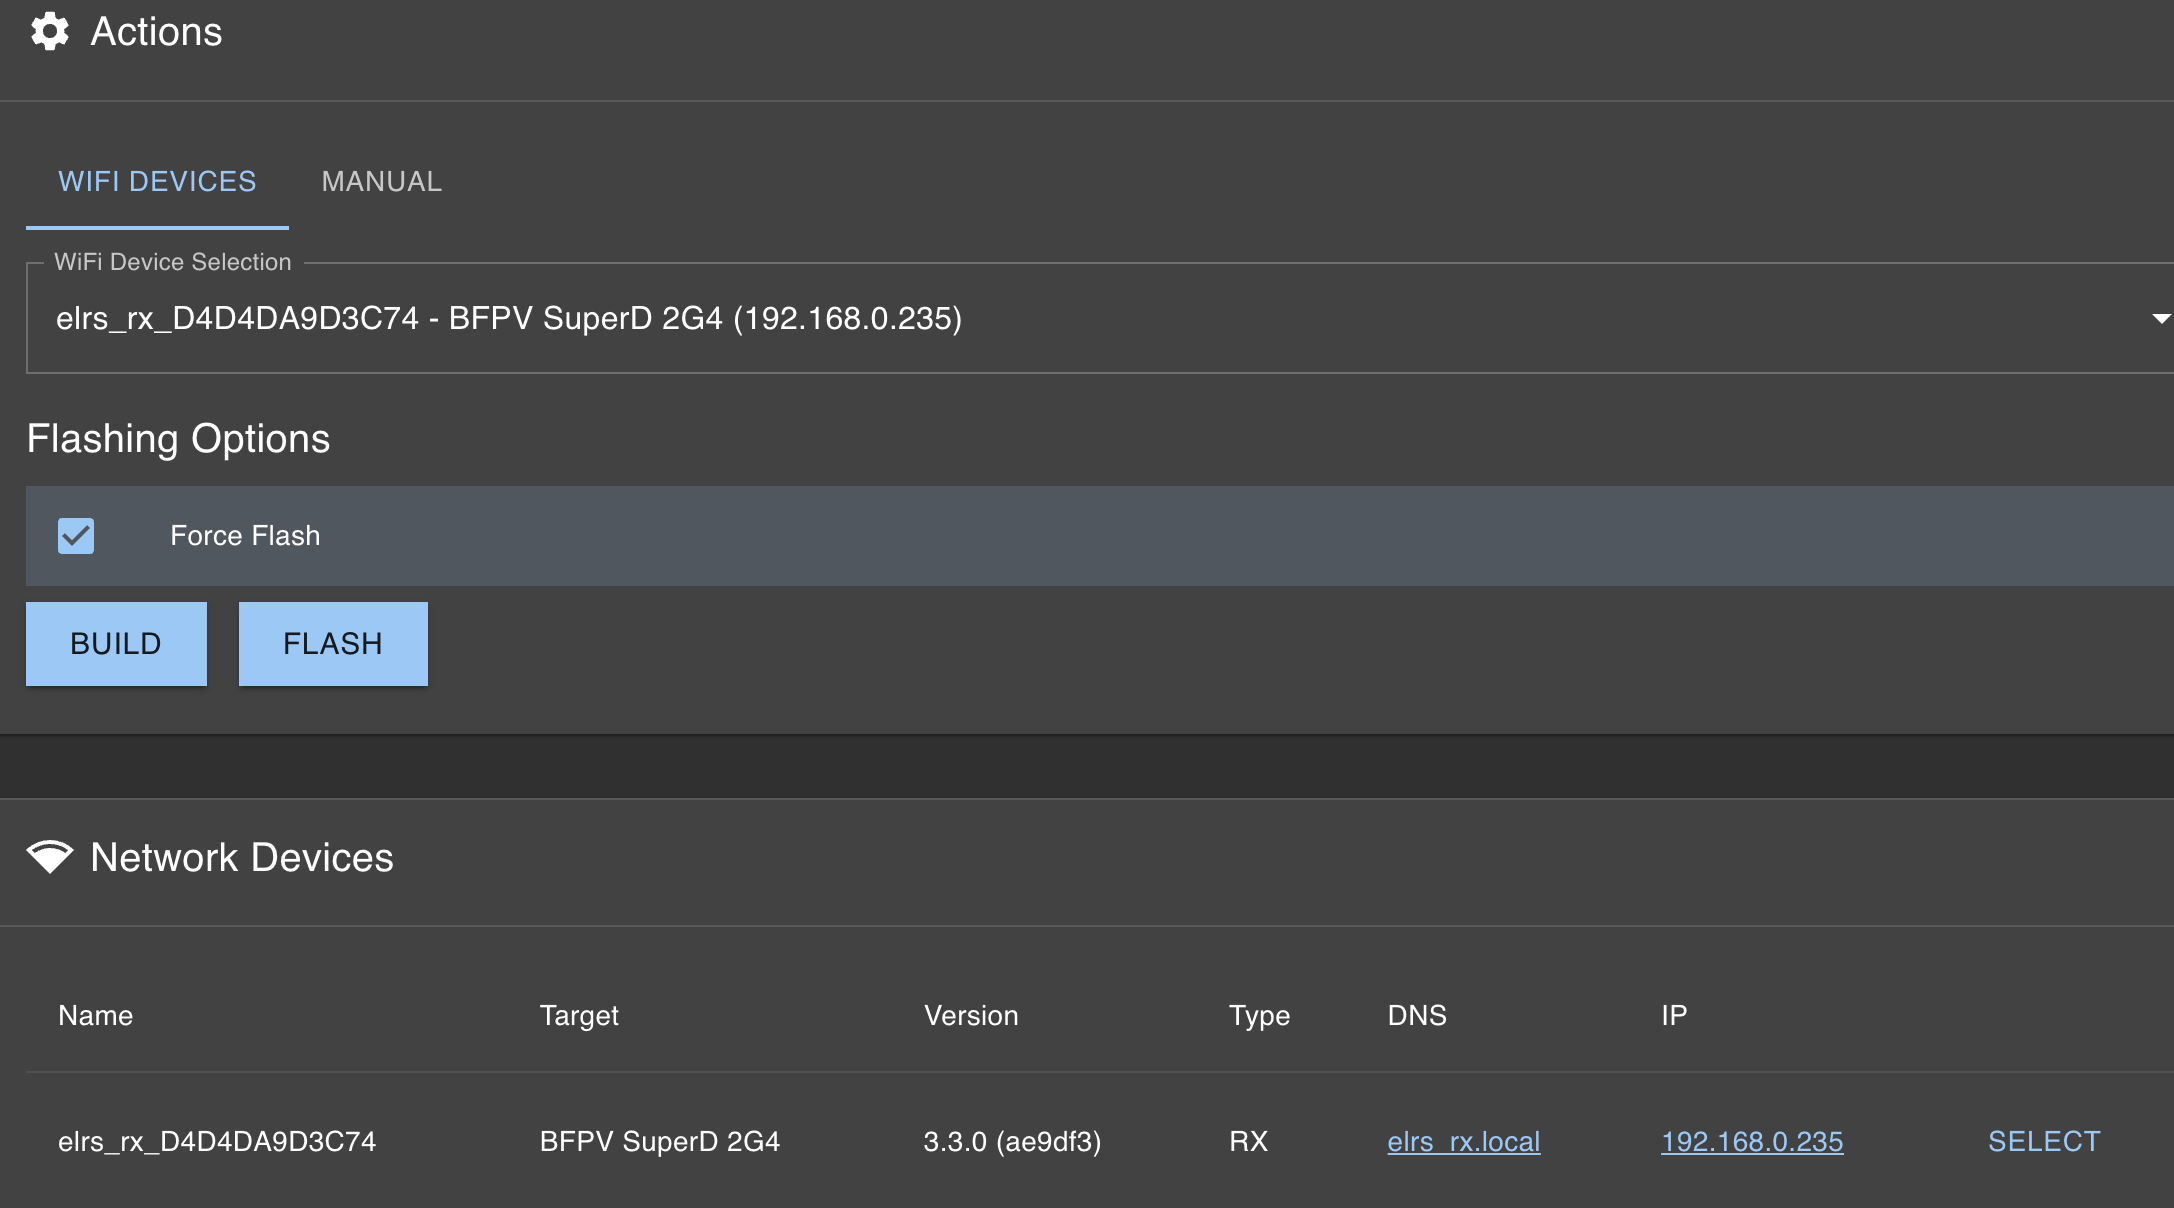 Actions
WIFI DEVICES MANUAL
WiFi Device Selection
elrs_rx_D4D4DA9D3C74 - BFPV SuperD 2G4 (192.168.0.235)
Flashing Options
Force Flash
BUILD FLASH
Network Devices
Name Target Version Type DNS IP
elrs_rx_D4D4DA9D3C74 BFPV SuperD 2G4 3.3.0 (ae9df3) RX elrs_rx.local 192.168.0.235 SELECT